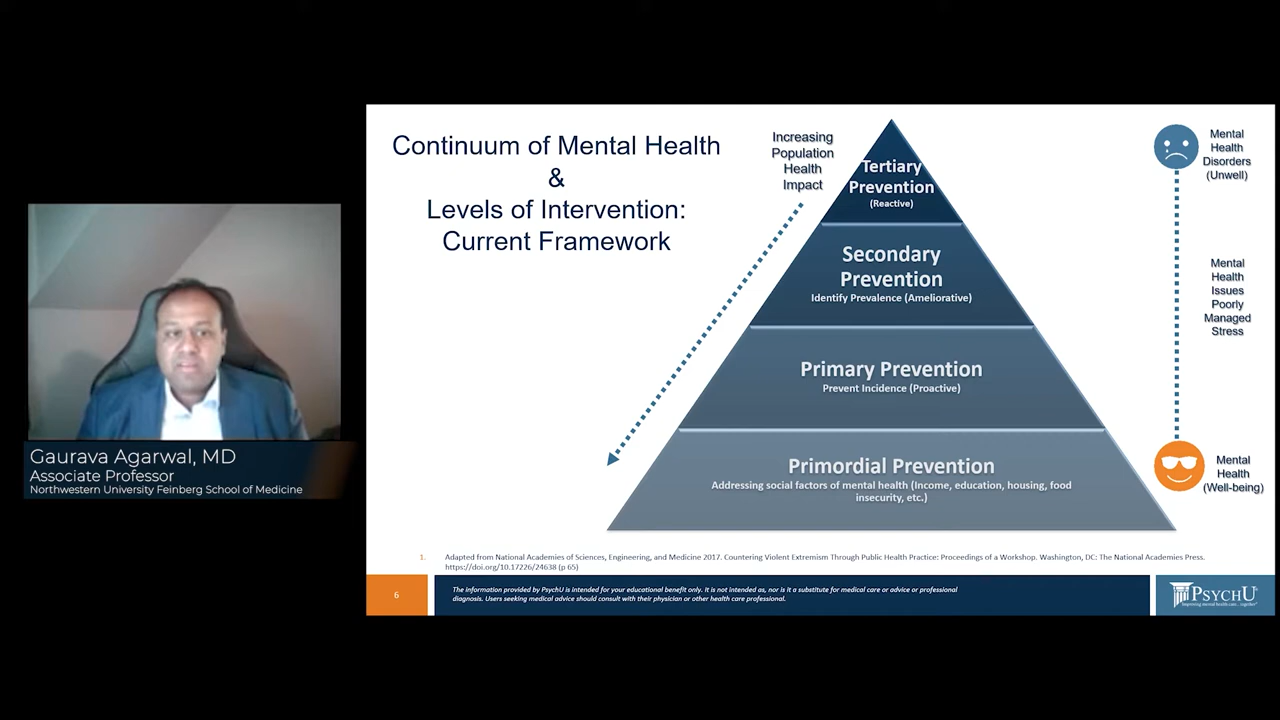 Continuum of Mental Health
&
Levels of Intervention:
Current Framework
Increasing
Population
Health
Impact
Tertiary
Prevention
(Reactive)
Secondary
Prevention
Identify Prevalence (Ameliorative)
Primary Prevention
Prevent Incidence (Proactive)
Primordial Prevention
Addressing social factors of mental health (Income, education, housing, food
insecurity, etc.)
Mental
Health
Disorders
(Unwell)
Mental
Health
Issues
Poorly
Managed
Stress
Mental
Health
(Well-being)
Gaurava Agarwal, MD
Associate Professor
Northwestern University Feinberg School of Medicine
1. Adapted from National Academies of Sciences, Engineering, and Medicine 2017. Countering Violent Extremism Through Public Health Practice: Proceedings of a Workshop. Washington, DC: The National Academies Press.
https://doi.org/10.17226/24638 (p 65)
6
The information provided by PsychU is intended for your educational benefit only. It is not intended as, nor is it a substitute for medical care or advice or professional
diagnosis. Users seeking medical advice should consult with their physician or other health care professional.
PSYCHU
Improving mental health care...together®